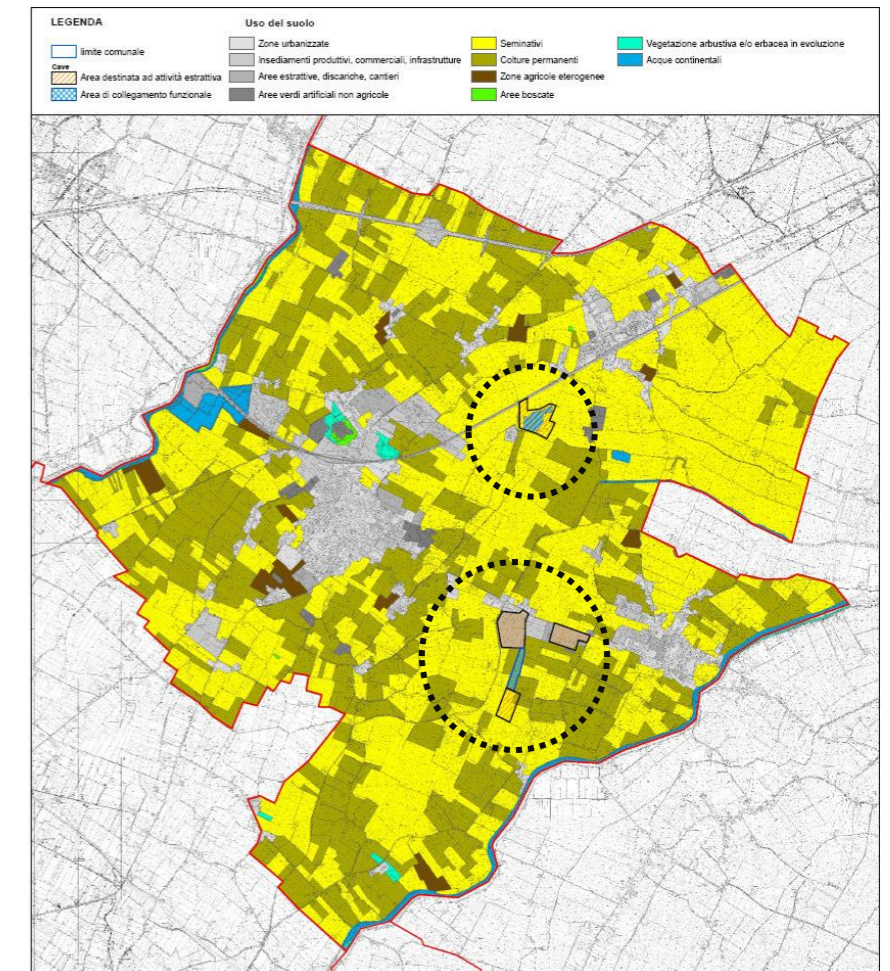 LEGENDA
Uso del suolo
limite comunale
Cave
Area destinata ad attività estrattiva
Area di collegamento funzionale
Zone urbanizzate
Insediamenti produttivi, commerciali, infrastrutture
Aree estrattive, discariche, cantieri
Aree verdi artificiali non agricole
Seminativi
Colture permanenti
Zone agricole eterogenee
Aree boscate
Vegetazione arbustiva e/o erbacea in evoluzione
Acque continentali